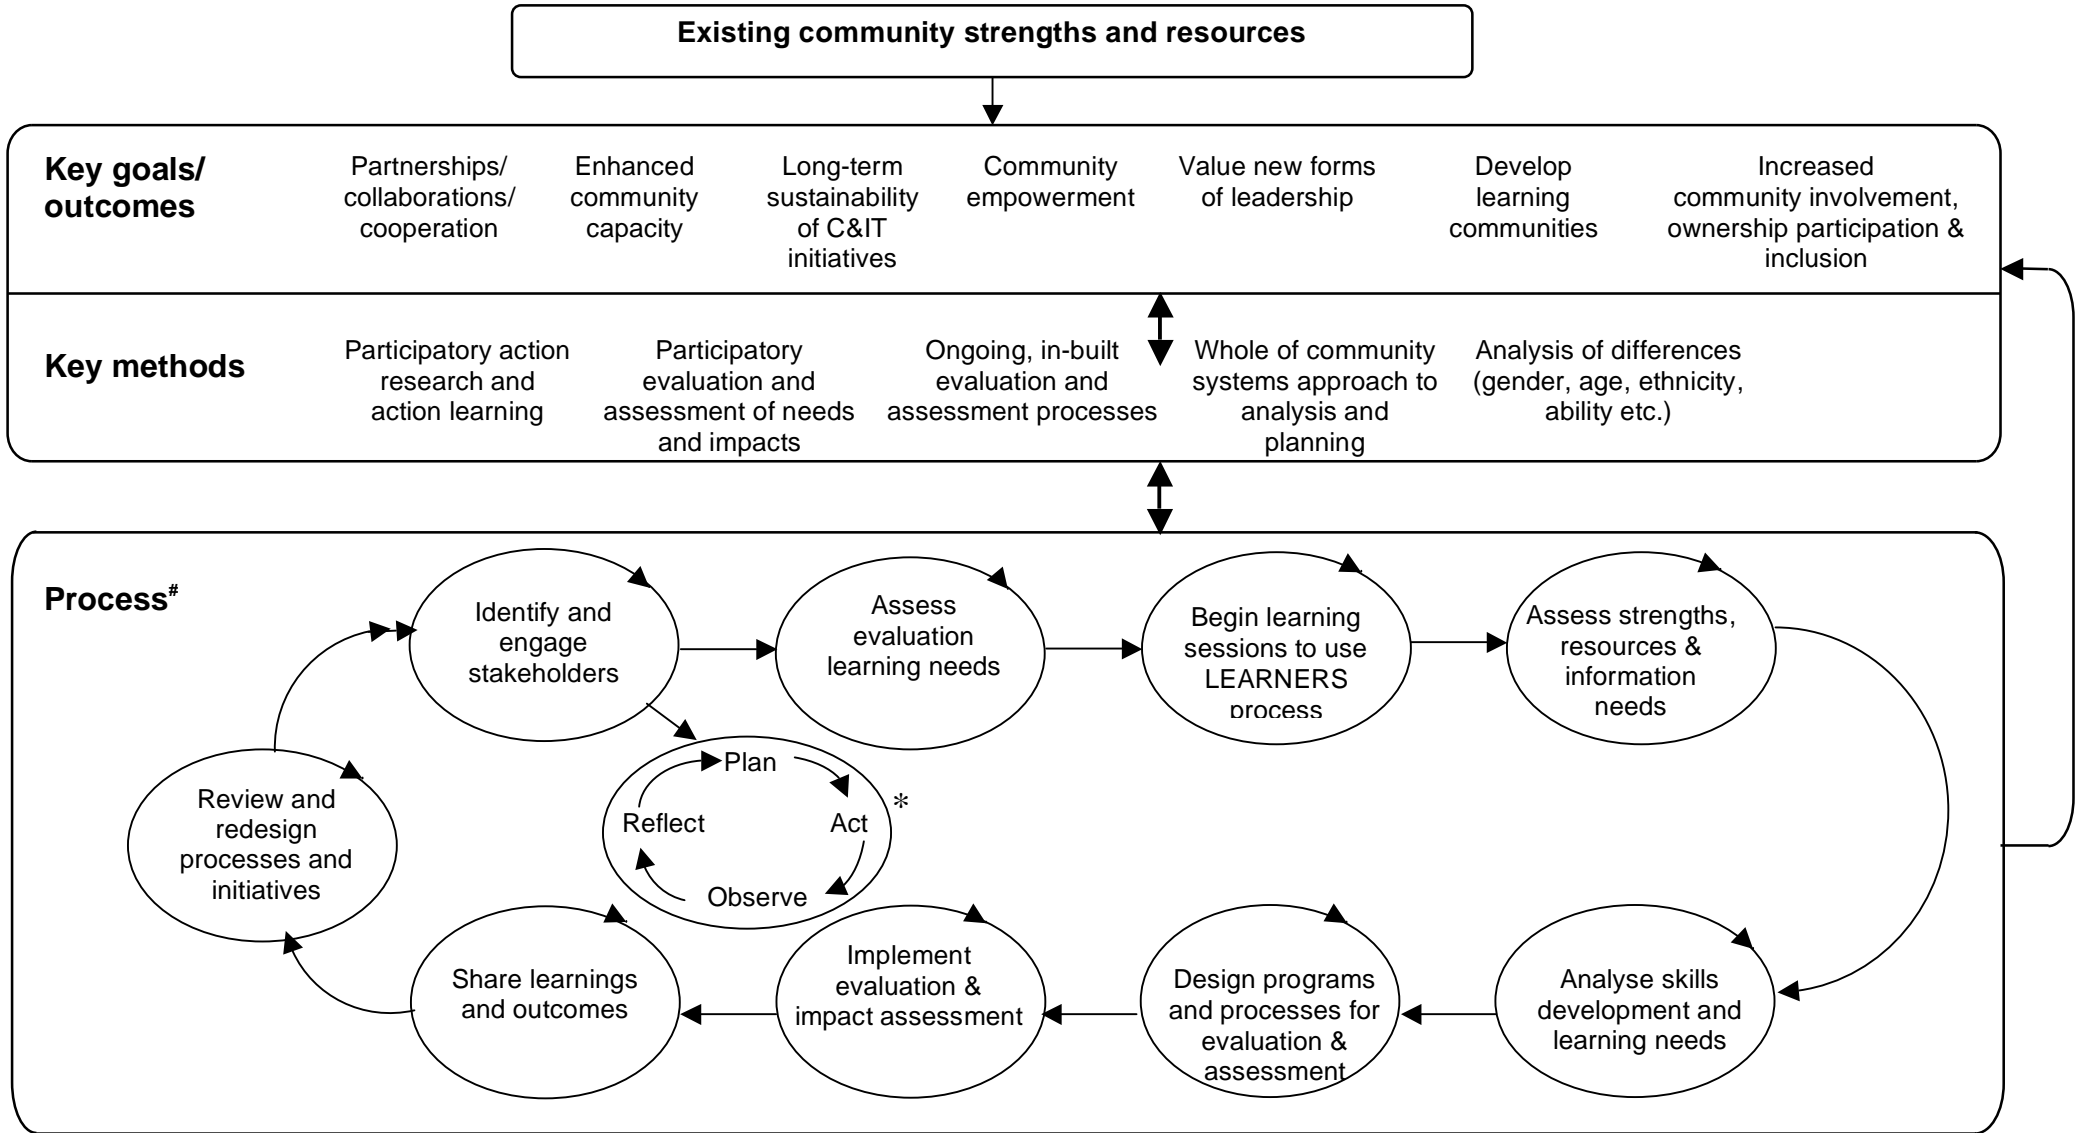 Existing community strengths and resources
Key goals/
outcomes
Partnerships/
collaborations/
cooperation
Enhanced
community
capacity
Long-term
sustainability
of C&IT
initiatives
Community
empowerment
Value new forms
of leadership
Develop
learning
communities
Increased
community involvement,
ownership participation &
inclusion
Key methods
Participatory action
research and
action learning
Participatory
evaluation and
assessment of needs
and impacts
Ongoing, in-built
evaluation and
assessment processes
Whole of community
systems approach to
analysis and
planning
Analysis of differences
(gender, age, ethnicity,
ability etc.)
Process#
Identify and
engage
stakeholders
Assess
evaluation
learning needs
Begin learning
sessions to use
LEARNERS
process
Assess strengths,
resources &
information
needs
Review and
redesign
processes and
initiatives
Plan
Reflect
Act
*
Observe
Share learnings
and outcomes
Implement
evaluation &
impact assessment
Design programs
and processes for
evaluation &
assessment
Analyse skills
development and
learning needs